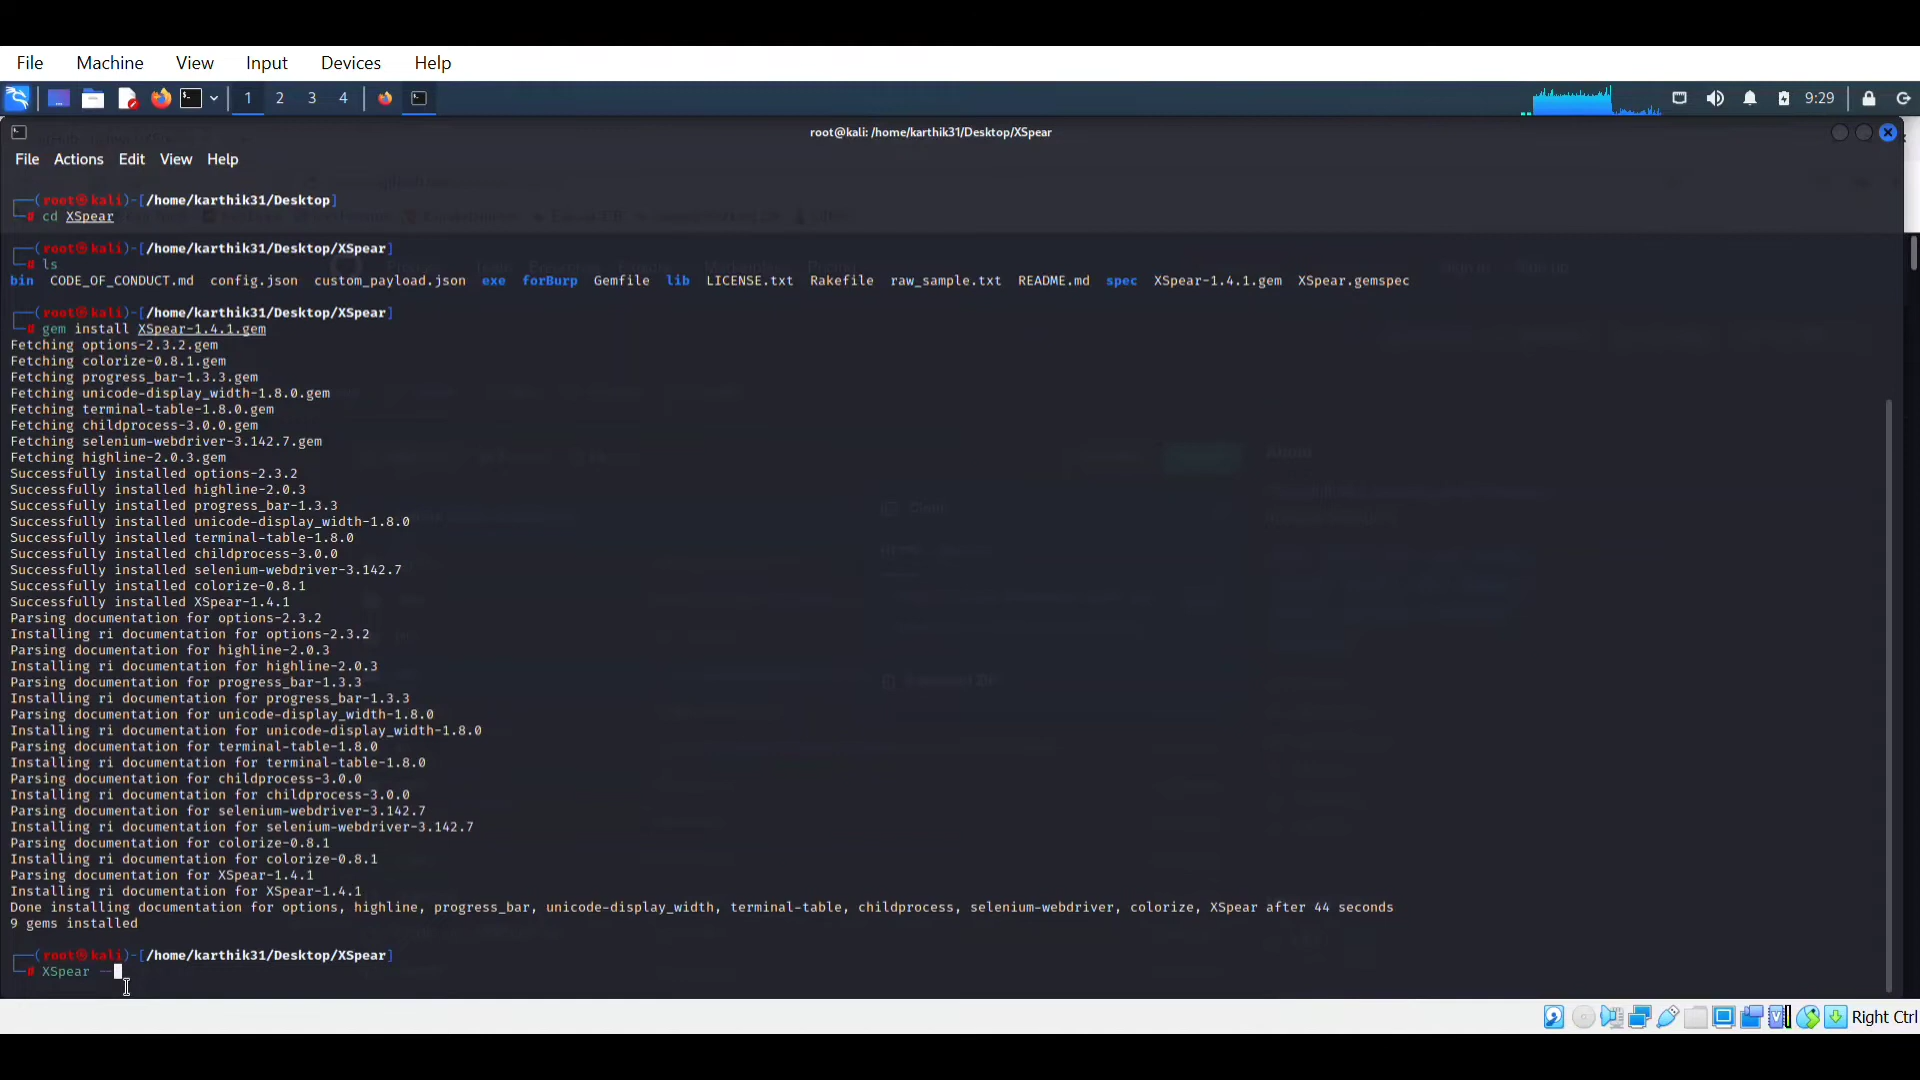 File Machine View Input Devices Help
1 2 3 4 9:29
root@kali: /home/karthik31/Desktop/XSpear
File Actions Edit View Help
(root㉿kali)-[/home/karthik31/Desktop]
# cd XSpear
(root㉿kali)-[/home/karthik31/Desktop/XSpear]
# ls
bin CODE_OF_CONDUCT.md config.json custom_payload.json exe forBurp Gemfile lib LICENSE.txt Rakefile raw_sample.txt README.md spec XSpear-1.4.1.gem XSpear.gemspec
(root㉿kali)-[/home/karthik31/Desktop/XSpear]
# gem install XSpear-1.4.1.gem
Fetching options-2.3.2.gem
Fetching colorize-0.8.1.gem
Fetching progress_bar-1.3.3.gem
Fetching unicode-display_width-1.8.0.gem
Fetching terminal-table-1.8.0.gem
Fetching childprocess-3.0.0.gem
Fetching selenium-webdriver-3.142.7.gem
Fetching highline-2.0.3.gem
Successfully installed options-2.3.2
Successfully installed highline-2.0.3
Successfully installed progress_bar-1.3.3
Successfully installed unicode-display_width-1.8.0
Successfully installed terminal-table-1.8.0
Successfully installed childprocess-3.0.0
Successfully installed selenium-webdriver-3.142.7
Successfully installed colorize-0.8.1
Successfully installed XSpear-1.4.1
Parsing documentation for options-2.3.2
Installing ri documentation for options-2.3.2
Parsing documentation for highline-2.0.3
Installing ri documentation for highline-2.0.3
Parsing documentation for progress_bar-1.3.3
Installing ri documentation for progress_bar-1.3.3
Parsing documentation for unicode-display_width-1.8.0
Installing ri documentation for unicode-display_width-1.8.0
Parsing documentation for terminal-table-1.8.0
Installing ri documentation for terminal-table-1.8.0
Parsing documentation for childprocess-3.0.0
Installing ri documentation for childprocess-3.0.0
Parsing documentation for selenium-webdriver-3.142.7
Installing ri documentation for selenium-webdriver-3.142.7
Parsing documentation for colorize-0.8.1
Installing ri documentation for colorize-0.8.1
Parsing documentation for XSpear-1.4.1
Installing ri documentation for XSpear-1.4.1
Done installing documentation for options, highline, progress_bar, unicode-display_width, terminal-table, childprocess, selenium-webdriver, colorize, XSpear after 44 seconds
9 gems installed
(root㉿kali)-[/home/karthik31/Desktop/XSpear]
# XSpear --
Right Ctrl